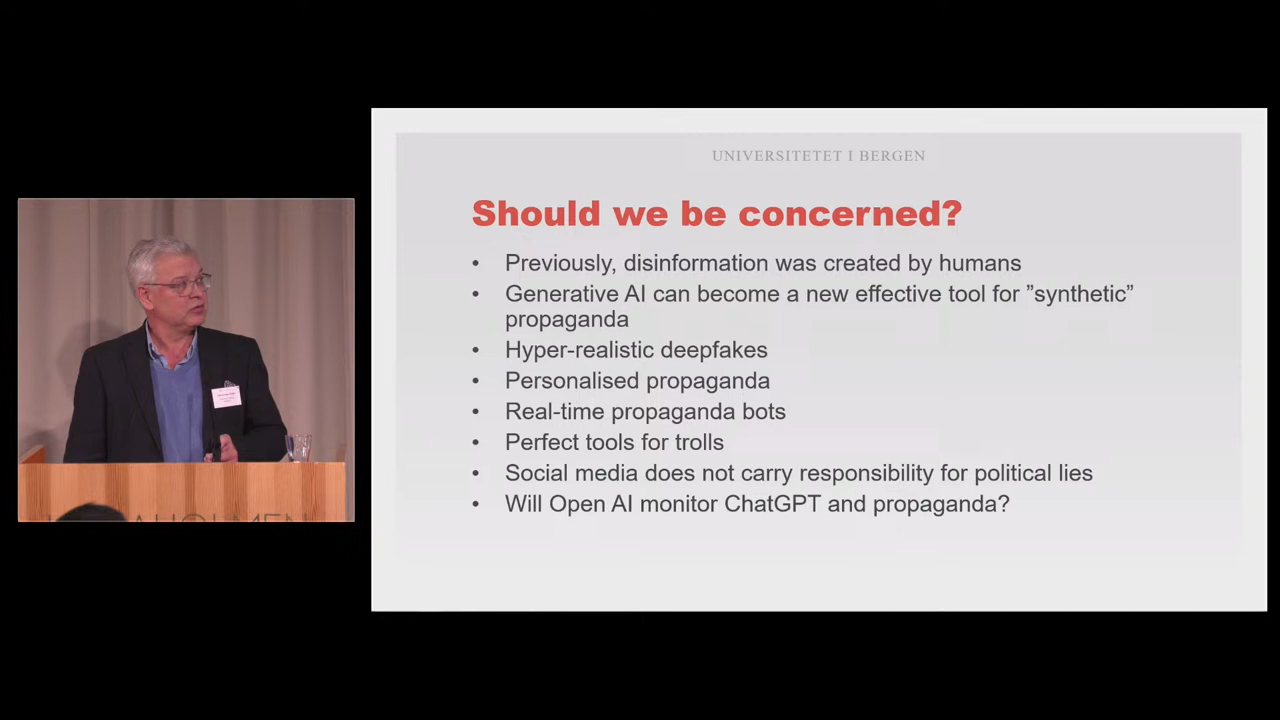 UNIVERSITETET I BERGEN
Should we be concerned?
• Previously, disinformation was created by humans
• Generative AI can become a new effective tool for ”synthetic”
propaganda
• Hyper-realistic deepfakes
• Personalised propaganda
• Real-time propaganda bots
• Perfect tools for trolls
• Social media does not carry responsibility for political lies
• Will Open AI monitor ChatGPT and propaganda?